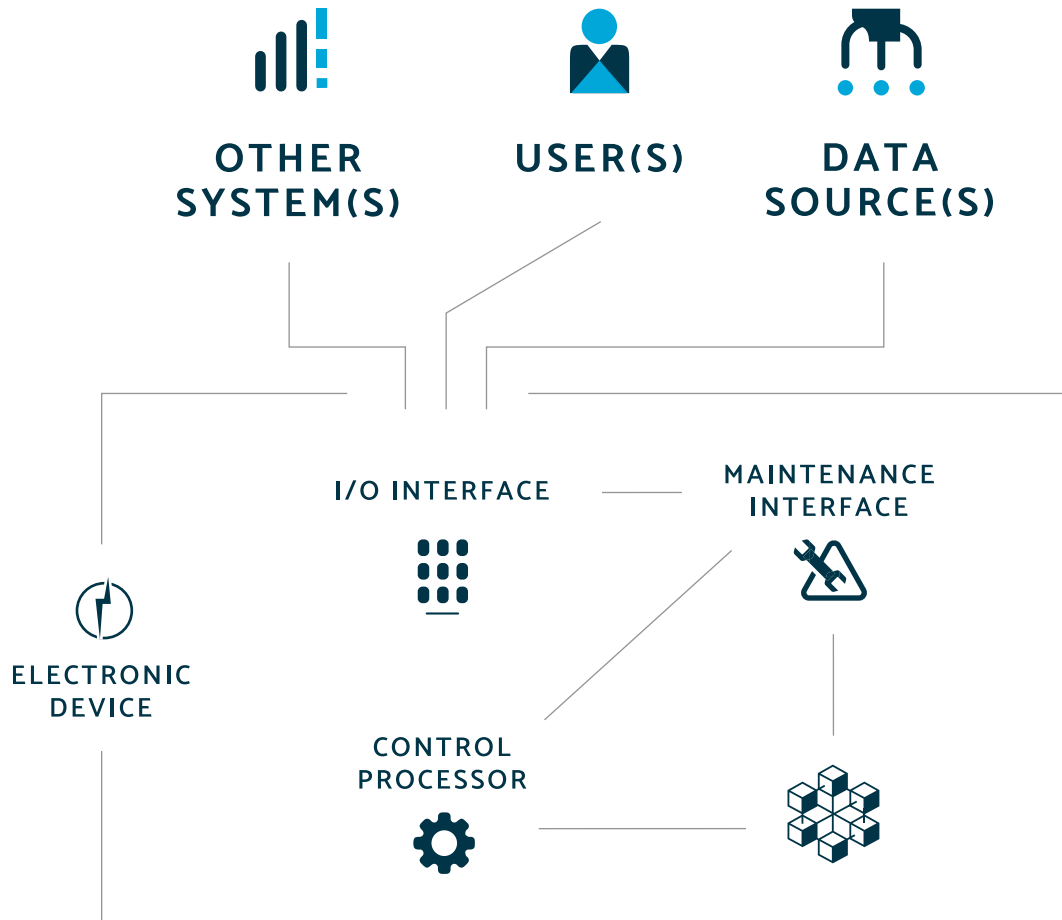 OTHER
SYSTEM(S)
USER(S)
DATA
SOURCE(S)
I/O INTERFACE
MAINTENANCE
INTERFACE
ELECTRONIC
DEVICE
CONTROL
PROCESSOR